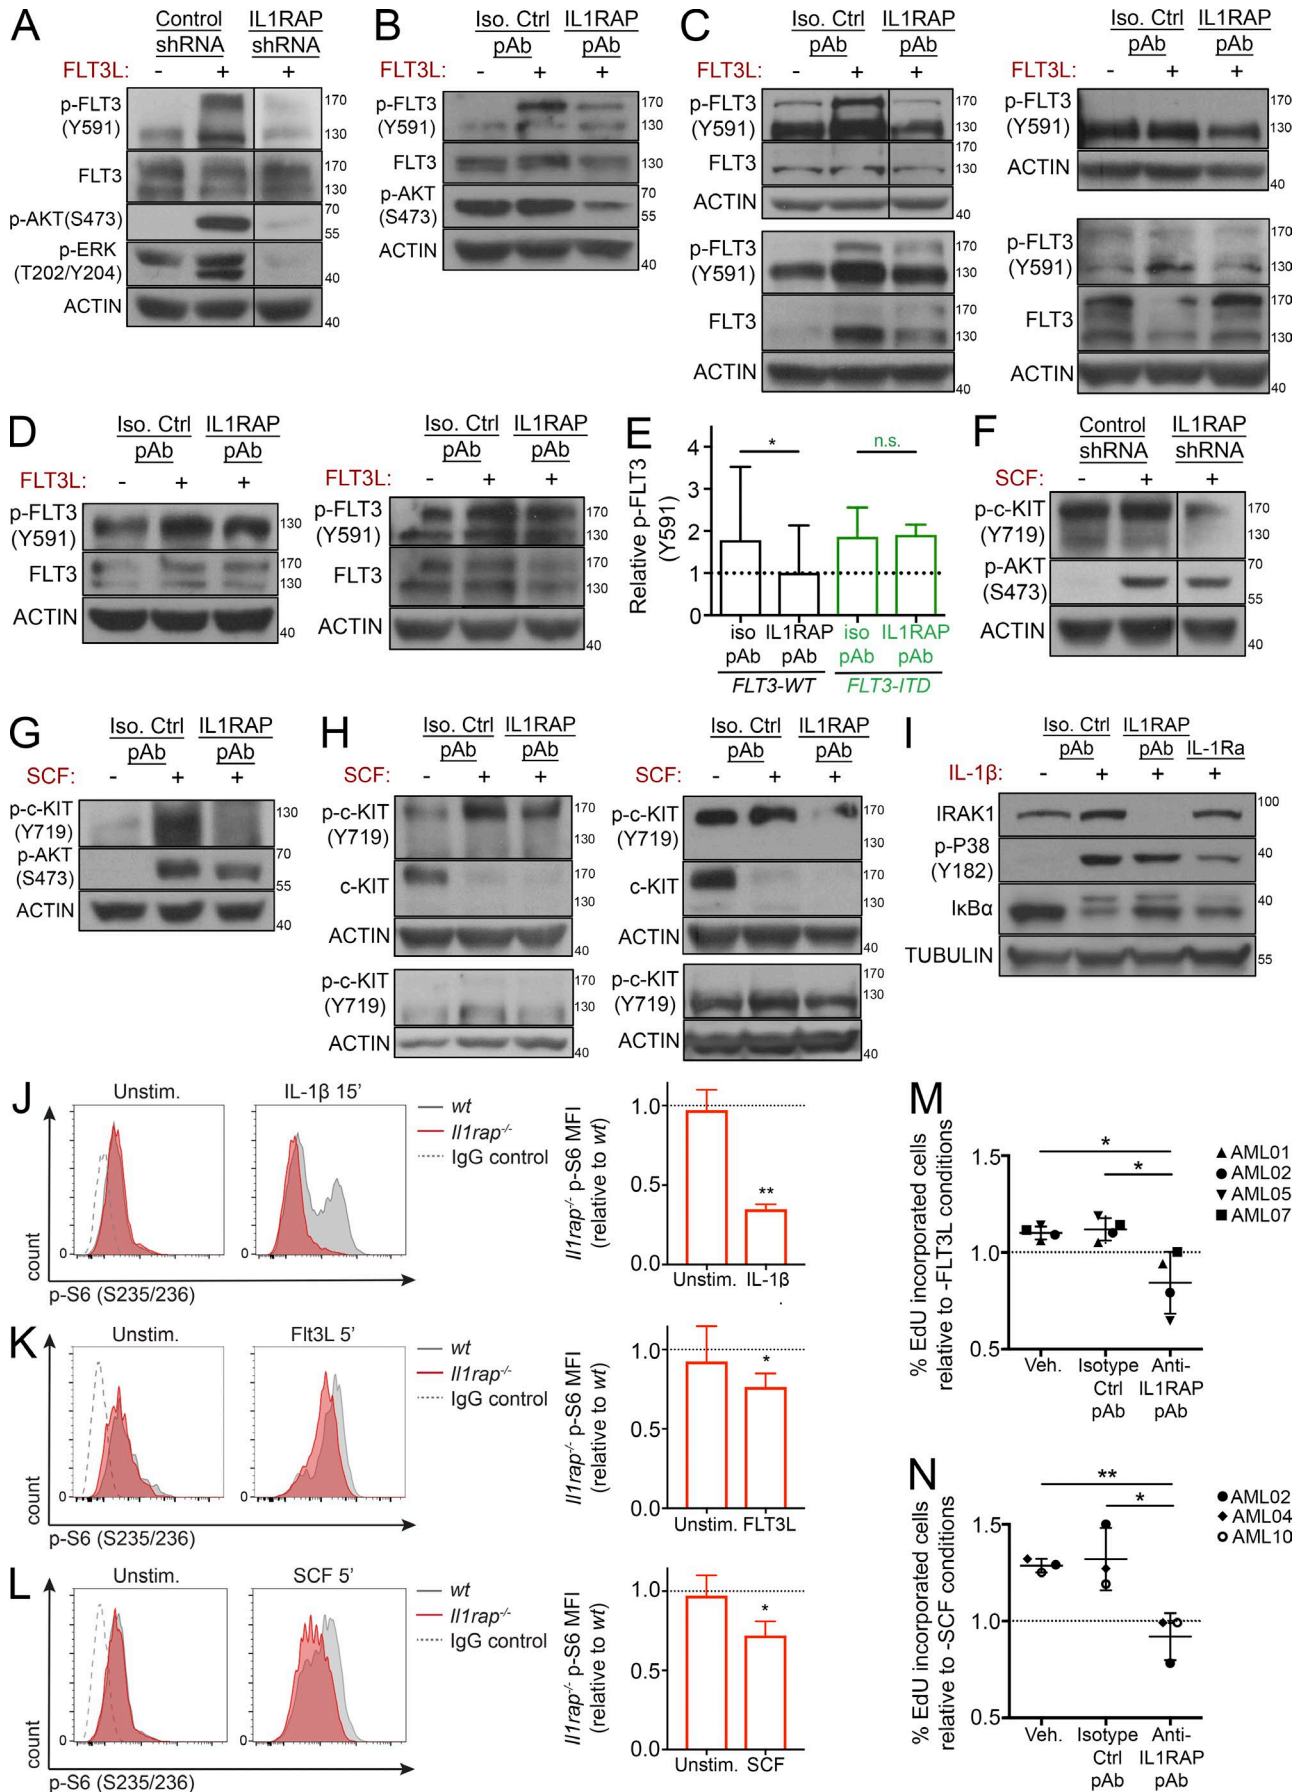 A
Control IL1RAP
shRNA shRNA
FLT3L: - + +
p-FLT3
(Y591)
170
130
FLT3
170
130
p-AKT(S473)
70
55
p-ERK
(T202/Y204)
40
ACTIN
40
B
Iso. Ctrl IL1RAP
pAb pAb
FLT3L: - + +
p-FLT3
(Y591)
170
130
FLT3
130
p-AKT
(S473)
70
55
ACTIN
40
C
Iso. Ctrl IL1RAP
pAb pAb
FLT3L: - + +
p-FLT3
(Y591)
170
130
FLT3
170
130
ACTIN
40
p-FLT3
(Y591)
170
130
FLT3
170
130
ACTIN
40
Iso. Ctrl IL1RAP
pAb pAb
FLT3L: - + +
p-FLT3
(Y591)
170
130
ACTIN
40
p-FLT3
(Y591)
170
130
FLT3
170
130
ACTIN
40
D
Iso. Ctrl IL1RAP
pAb pAb
FLT3L: - + +
p-FLT3
(Y591)
130
FLT3
170
130
ACTIN
40
Iso. Ctrl IL1RAP
pAb pAb
FLT3L: - + +
p-FLT3
(Y591)
170
130
FLT3
170
130
ACTIN
40
E
Relative p-FLT3
(Y591)
4
3
2
1
0
*
n.s.
iso IL1RAP iso IL1RAP
pAb pAb pAb pAb
FLT3-WT FLT3-ITD
F
Control IL1RAP
shRNA shRNA
SCF: - + +
p-c-KIT
(Y719)
170
130
p-AKT
(S473)
70
55
ACTIN
40
G
Iso. Ctrl IL1RAP
pAb pAb
SCF: - + +
p-c-KIT
(Y719)
130
p-AKT
(S473)
70
55
ACTIN
40
H
Iso. Ctrl IL1RAP
pAb pAb
SCF: - + +
p-c-KIT
(Y719)
170
c-KIT
170
130
ACTIN
40
p-c-KIT
(Y719)
170
130
ACTIN
40
Iso. Ctrl IL1RAP
pAb pAb
SCF: - + +
p-c-KIT
(Y719)
170
c-KIT
170
130
ACTIN
40
p-c-KIT
(Y719)
170
130
ACTIN
40
I
Iso. Ctrl IL1RAP
pAb pAb IL-1Ra
IL-1β: - + + +
IRAK1
100
p-P38
(Y182)
40
IκBα
40
TUBULIN
55
J
Unstim. IL-1β 15'
wt
Il1rap-/-
IgG control
count
0
0
p-S6 (S235/236)
Il1rap-/- p-S6 MFI
(relative to wt)
1.0
0.5
0.0
**
Unstim. IL-1β
K
Unstim. Flt3L 5'
wt
Il1rap-/-
IgG control
count
0
0
p-S6 (S235/236)
Il1rap-/- p-S6 MFI
(relative to wt)
1.0
0.5
0.0
*
Unstim. FLT3L
L
Unstim. SCF 5'
wt
Il1rap-/-
IgG control
count
0
0
p-S6 (S235/236)
Il1rap-/- p-S6 MFI
(relative to wt)
1.0
0.5
0.0
*
Unstim. SCF
M
% EdU incorporated cells
relative to -FLT3L conditions
1.5
1.0
0.5
*
*
AML01
AML02
AML05
AML07
Veh. Isotype Anti-
Ctrl IL1RAP
pAb pAb
N
% EdU incorporated cells
relative to -SCF conditions
1.5
1.0
0.5
**
*
AML02
AML04
AML10
Veh. Isotype Anti-
Ctrl IL1RAP
pAb pAb